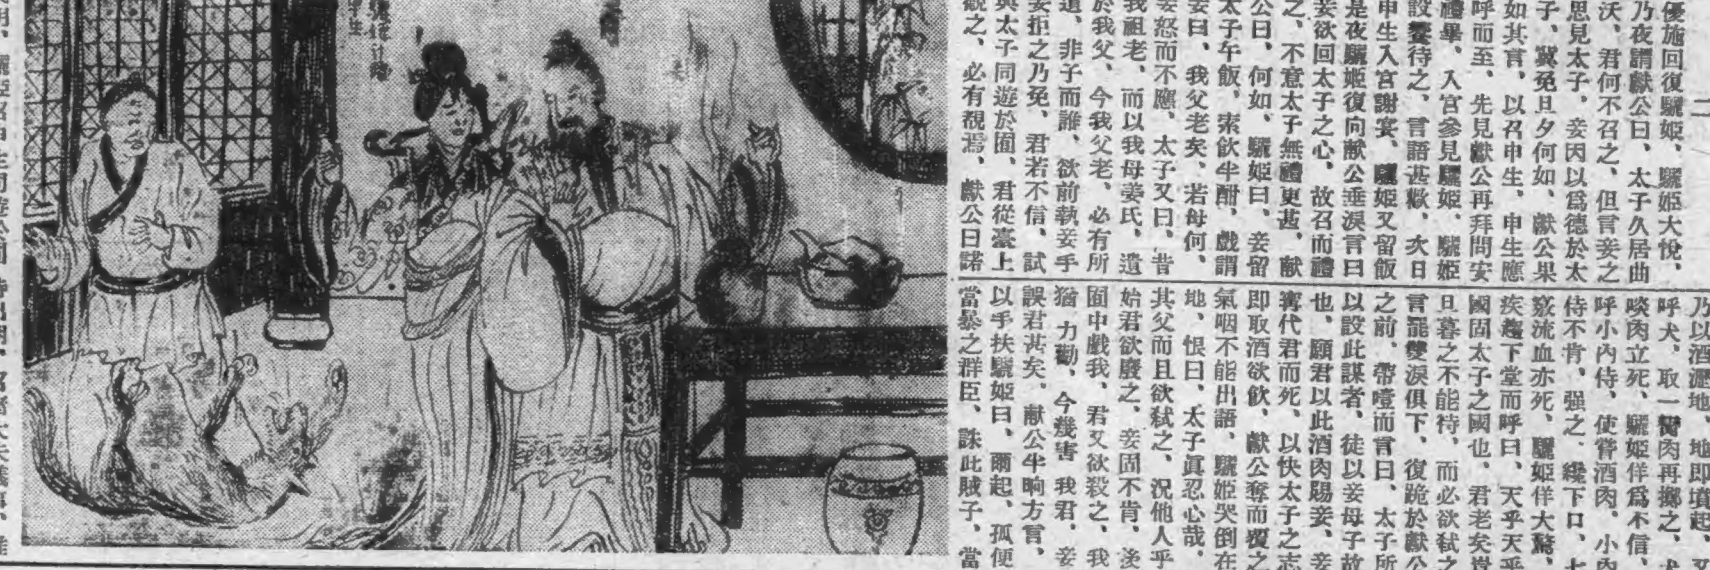 二
優施回復驪姬、驪姬大悅、
乃夜謂獻公曰、太子久居曲
沃、君何不召之、但言妾之
思見太子、妾因以爲德於太
子、冀免旦夕何如、獻公果
如其言、以召申生、申生應
呼而至、先見獻公再拜問安
禮畢、入宮參見驪姬、驪姬
設饗待之、言語甚歡、次日
申生入宮謝宴、驪姬又留飯
是夜驪姬復向献公垂淚言曰
妾欲回太子之心、故召而禮
之、不意太子無禮更甚、献
公曰、何如、驪姬曰、妾留
太子午飯、索飲半酣、戲謂
妾曰、我父老矣、若母何、
妾怒而不應、太子又曰、昔
我祖老、而以我母姜氏、遺
於我父、今我父老、必有所
遺、非子而誰、欲前執妾手
妾拒之乃免、君若不信、試
與太子同遊於囿、君從臺上
觀之、必有覩焉、獻公曰諾
乃以酒瀝地、地即墳起、又
呼犬、取一臠肉再擲之、犬
啖肉立死、驪姬佯爲不信、
呼小內侍、使嘗酒肉、小內
侍不肯、强之、纔下口、七
竅流血亦死、驪姬佯大驚、
疾趨下堂而呼曰、天乎天乎
國固太子之國也、君老矣豈
旦暮之不能待、而必欲弒之
言罷雙淚俱下、復跪於獻公
之前、帶噎而言曰、太子所
以設此謀者、徒以妾母子故
也、願君以此酒肉賜妾、妾
寗代君而死、以快太子之志
即取酒欲飲、獻公奪而覆之
氣咽不能出語、驪姬哭倒在
地、恨曰、太子眞忍心哉、
其父而且欲弒之、況他人乎
始君欲廢之、妾固不肯、後
囿中戲我、君又欲殺之、我
猶力勸、今幾害我君、妾
誤君甚矣、献公半晌方言、
以手扶驪姬曰、爾起、孤便
當暴之群臣、誅此賊子、當